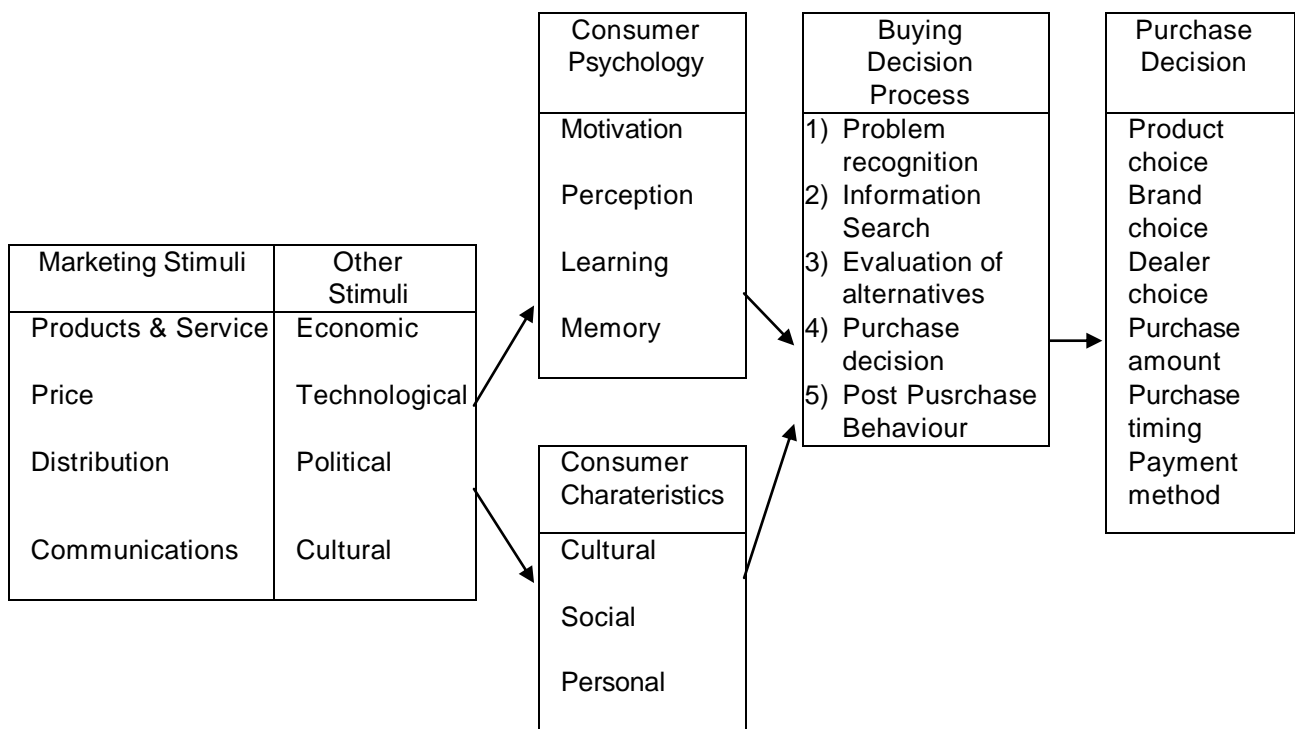 Marketing Stimuli
Products & Service
Price
Distribution
Communications
Other
Stimuli
Economic
Technological
Political
Cultural
Consumer
Psychology
Motivation
Perception
Learning
Memory
Consumer
Charateristics
Cultural
Social
Personal
Buying
Decision
Process
1) Problem
recognition
2) Information
Search
3) Evaluation of
alternatives
4) Purchase
decision
5) Post Pusrchase
Behaviour
Purchase
Decision
Product
choice
Brand
choice
Dealer
choice
Purchase
amount
Purchase
timing
Payment
method